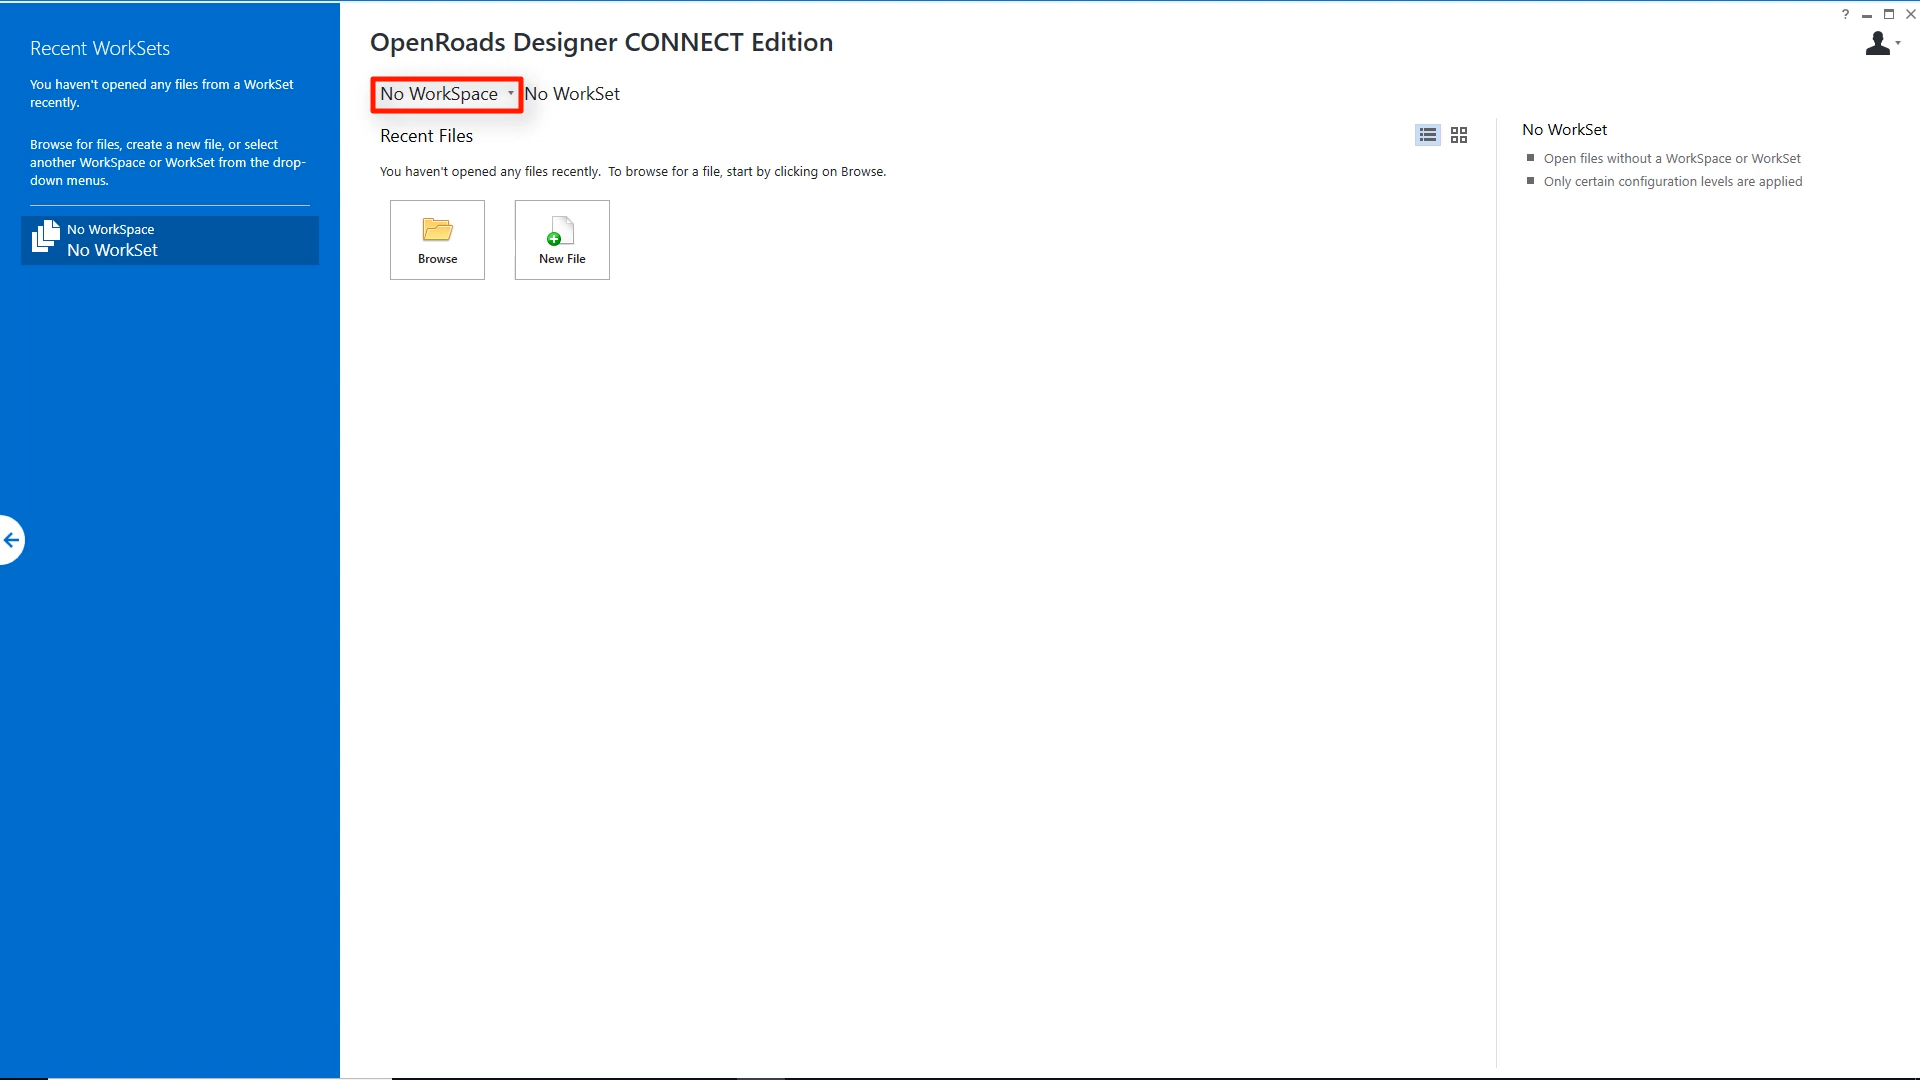 Recent WorkSets
You haven't opened any files from a WorkSet
recently.
Browse for files, create a new file, or select
another WorkSpace or WorkSet from the drop-
down menus.
No WorkSpace
No WorkSet
?
OpenRoads Designer CONNECT Edition
No WorkSpace No WorkSet
Recent Files
You haven't opened any files recently.  To browse for a file, start by clicking on Browse.
Browse
New File
No WorkSet
Open files without a WorkSpace or WorkSet
Only certain configuration levels are applied